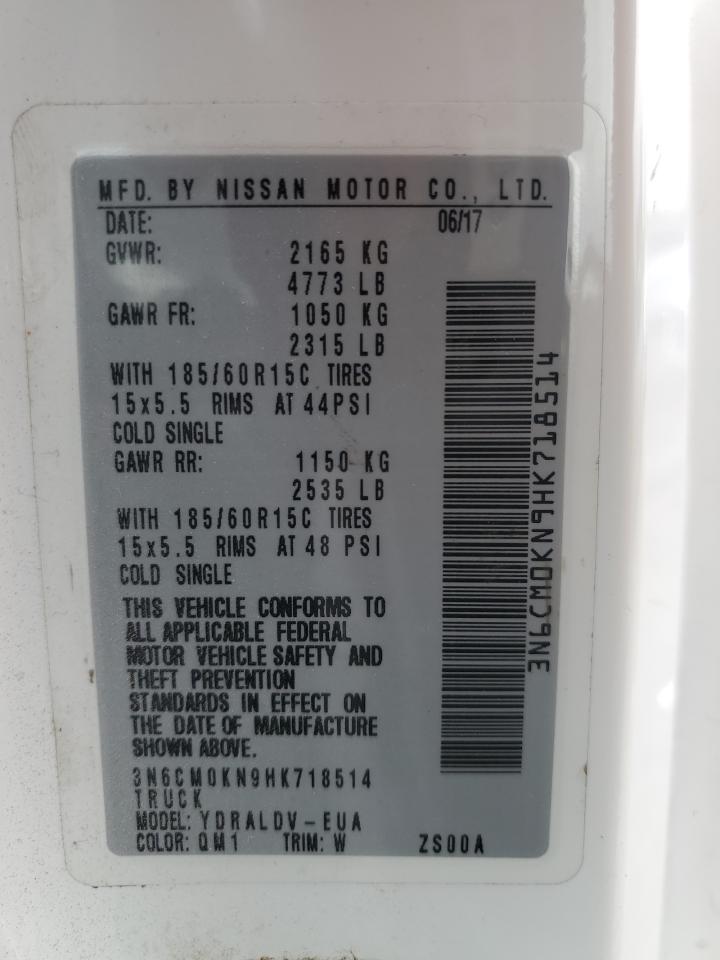 MFD. BY NISSAN MOTOR CO., LTD.
DATE: 06/17
GVWR: 2165 KG
4773 LB
GAWR FR: 1050 KG
2315 LB
WITH 185/60R15C TIRES
15x5.5 RIMS AT 44PSI
COLD SINGLE
GAWR RR: 1150 KG
2535 LB
WITH 185/60R15C TIRES
15x5.5 RIMS AT 48 PSI
COLD SINGLE
THIS VEHICLE CONFORMS TO
ALL APPLICABLE FEDERAL
MOTOR VEHICLE SAFETY AND
THEFT PREVENTION
STANDARDS IN EFFECT ON
THE DATE OF MANUFACTURE
SHOWN ABOVE.
3N6CM0KN9HK718514
TRUCK
MODEL: YDRALDV-EUA
COLOR: QM1 TRIM: W ZS00A
3N6CM0KN9HK718514